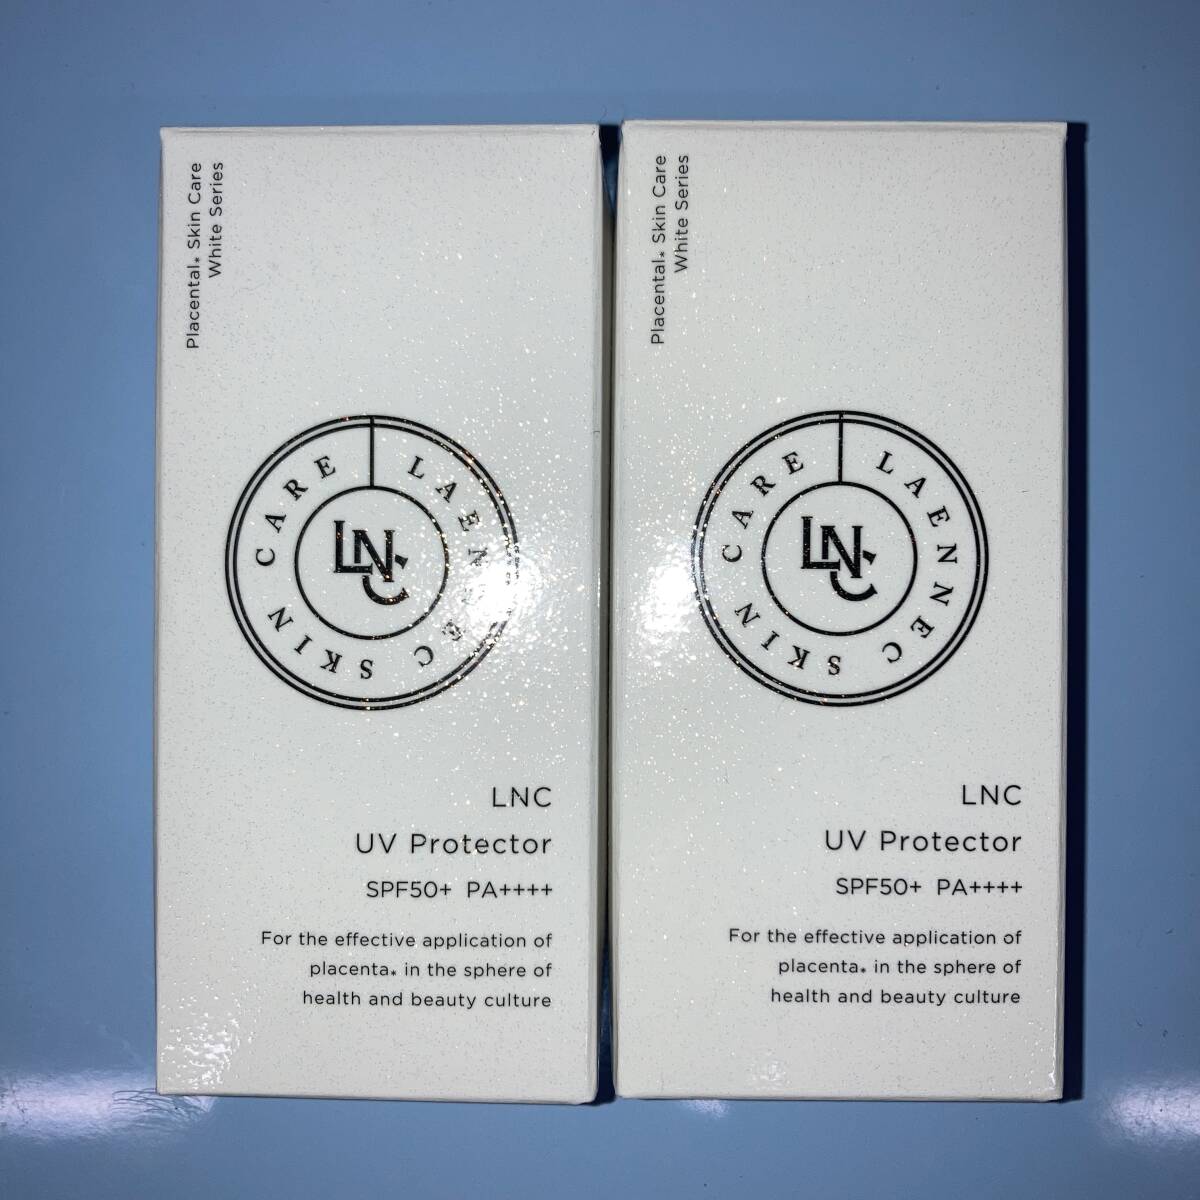 Placental* Skin Care
White Series
LAENNEC SKIN CARE
LNC
LNC
UV Protector
SPF50+ PA++++
For the effective application of
placenta* in the sphere of
health and beauty culture
Placental* Skin Care
White Series
LAENNEC SKIN CARE
LNC
LNC
UV Protector
SPF50+ PA++++
For the effective application of
placenta* in the sphere of
health and beauty culture